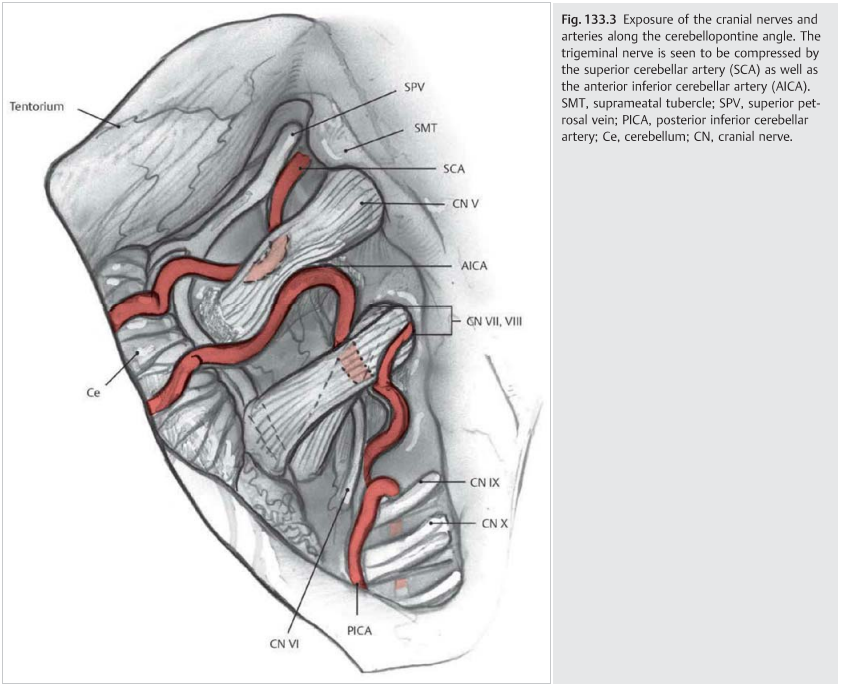 Tentorium
SPV
SMT
SCA
CN V
AICA
CN VII, VIII
Ce
CN IX
CN X
PICA
CN VI
Fig. 133.3 Exposure of the cranial nerves and
arteries along the cerebellopontine angle. The
trigeminal nerve is seen to be compressed by
the superior cerebellar artery (SCA) as well as
the anterior inferior cerebellar artery (AICA).
SMT, suprameatal tubercle; SPV, superior pet-
rosal vein; PICA, posterior inferior cerebellar
artery; Ce, cerebellum; CN, cranial nerve.